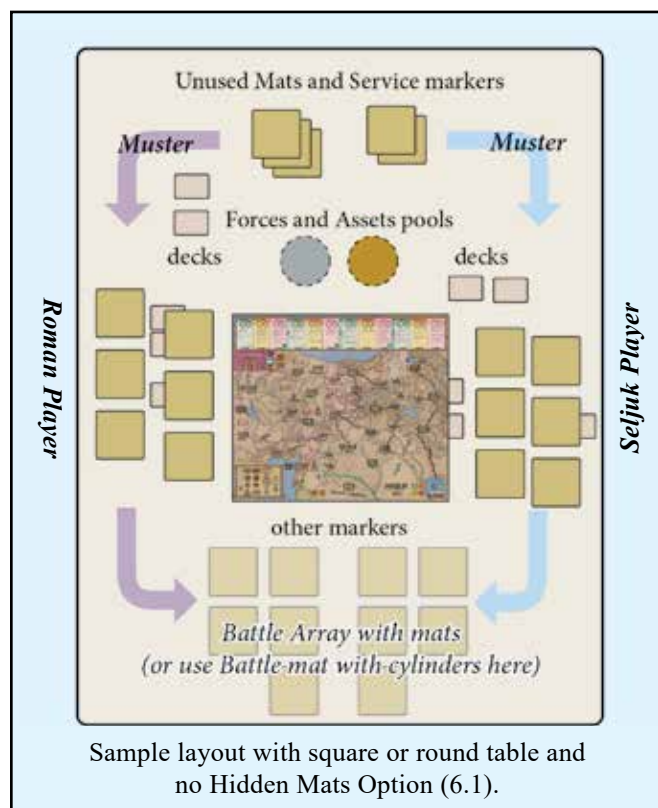 Unused Mats and Service markers
Muster
Muster
Forces and Assets pools
decks
decks
Roman Player
Seljuk Player
other markers
Battle Array with mats
(or use Battle-mat with-cylinders here)
Sample layout with square or round table and
no Hidden Mats Option (6.1).